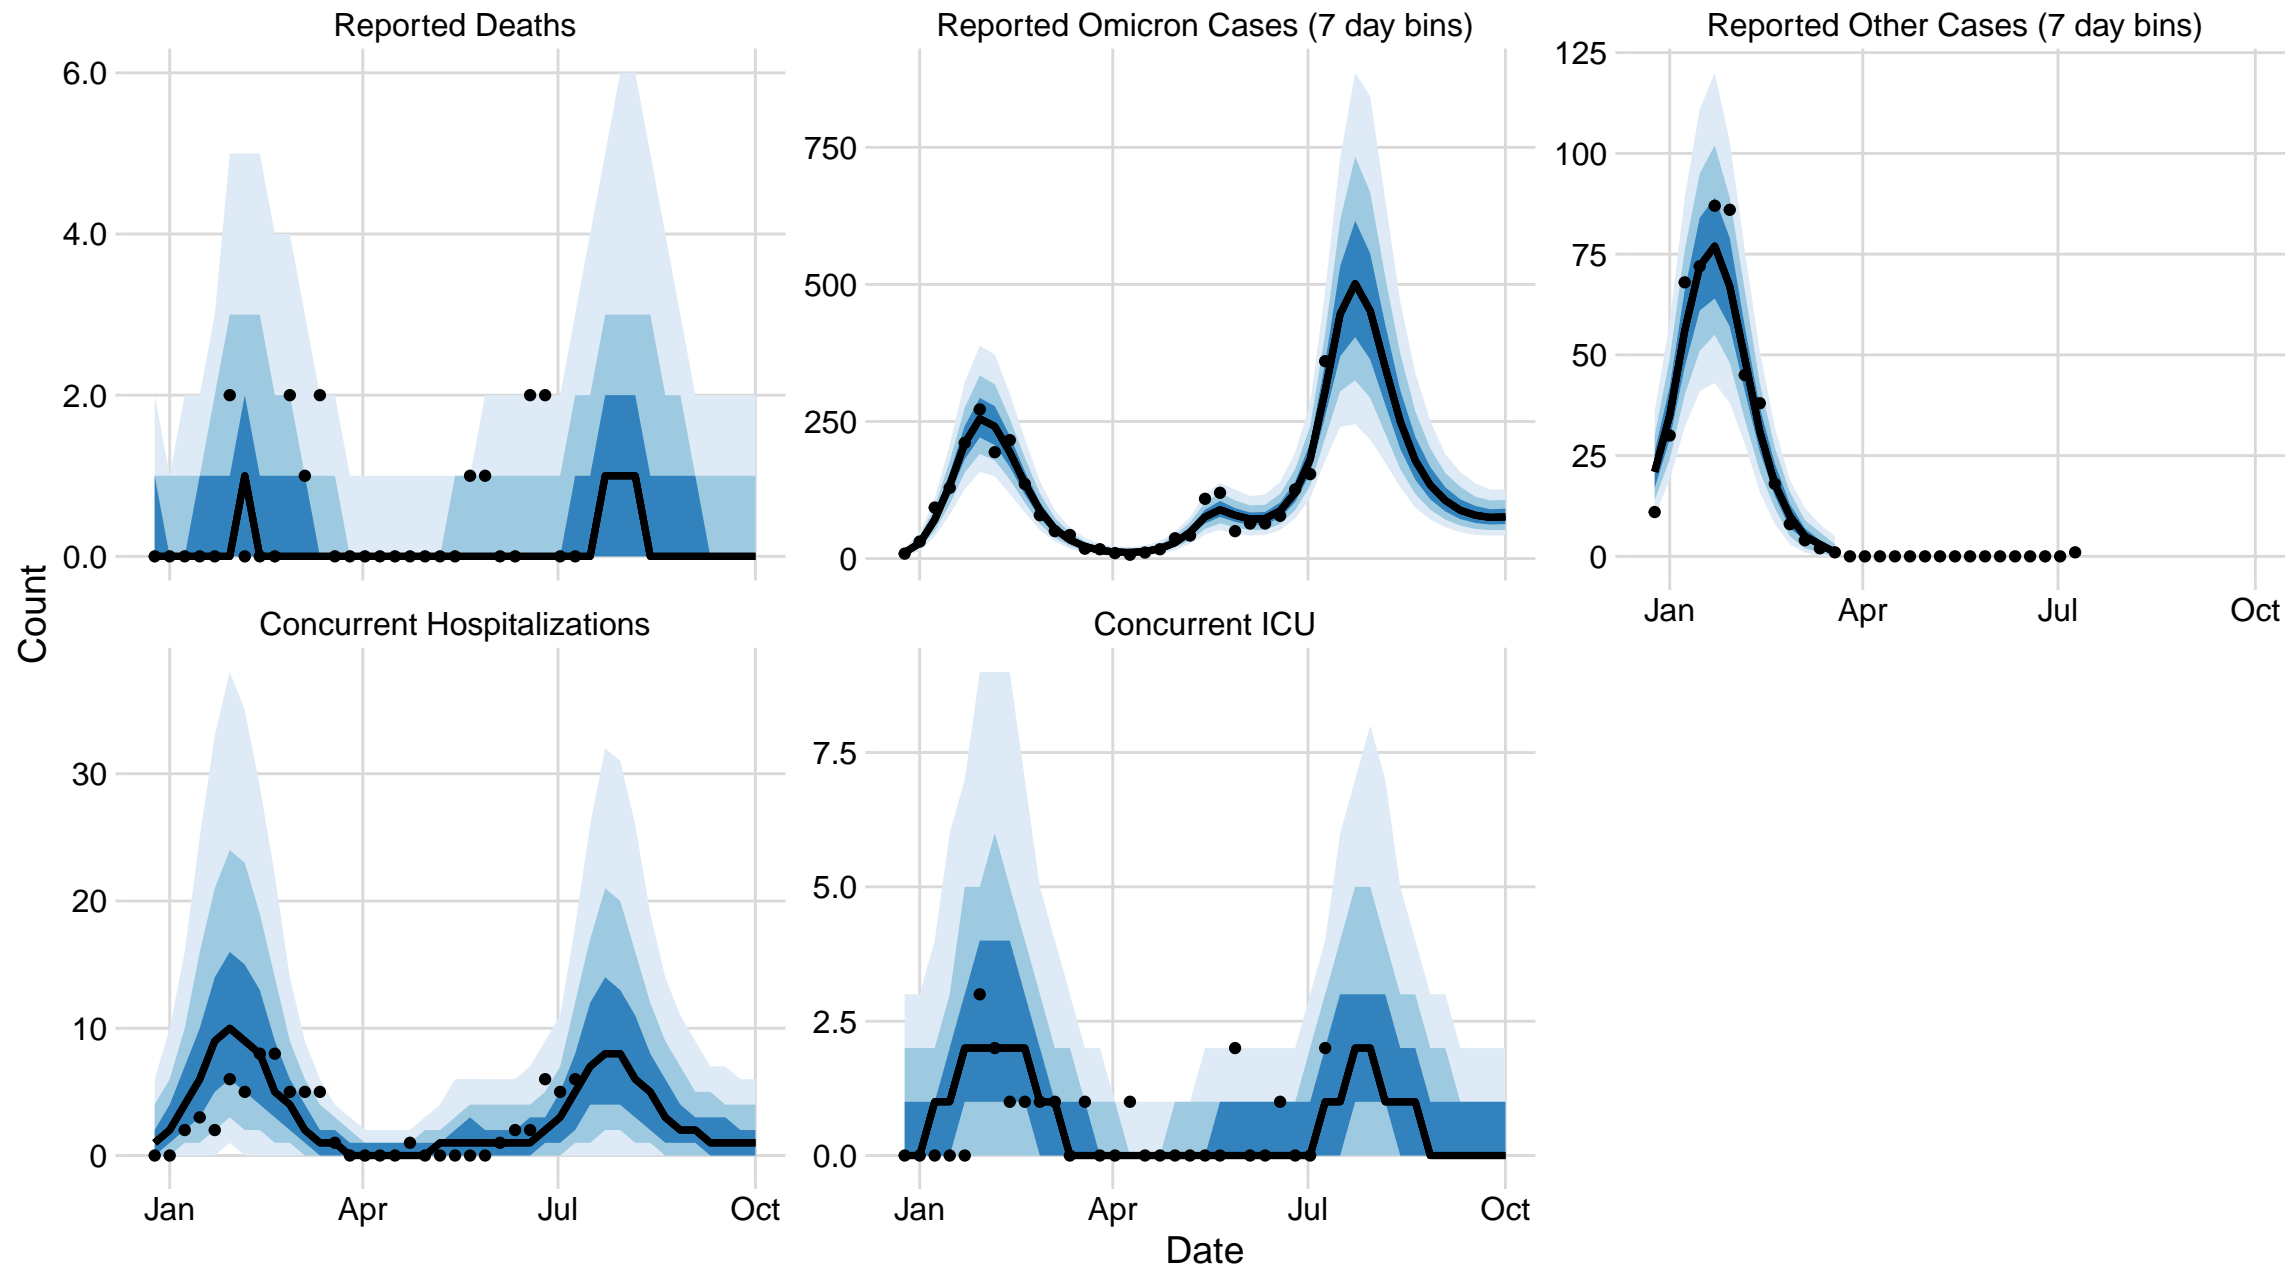 Reported Deaths
6.0
4.0
2.0
0.0
Reported Omicron Cases (7 day bins)
750
500
250
0
Reported Other Cases (7 day bins)
125
100
75
50
25
0
Jan Apr Jul Oct
Count
Concurrent Hospitalizations
30
20
10
0
Jan Apr Jul Oct
Concurrent ICU
7.5
5.0
2.5
0.0
Jan Apr Jul Oct
Date